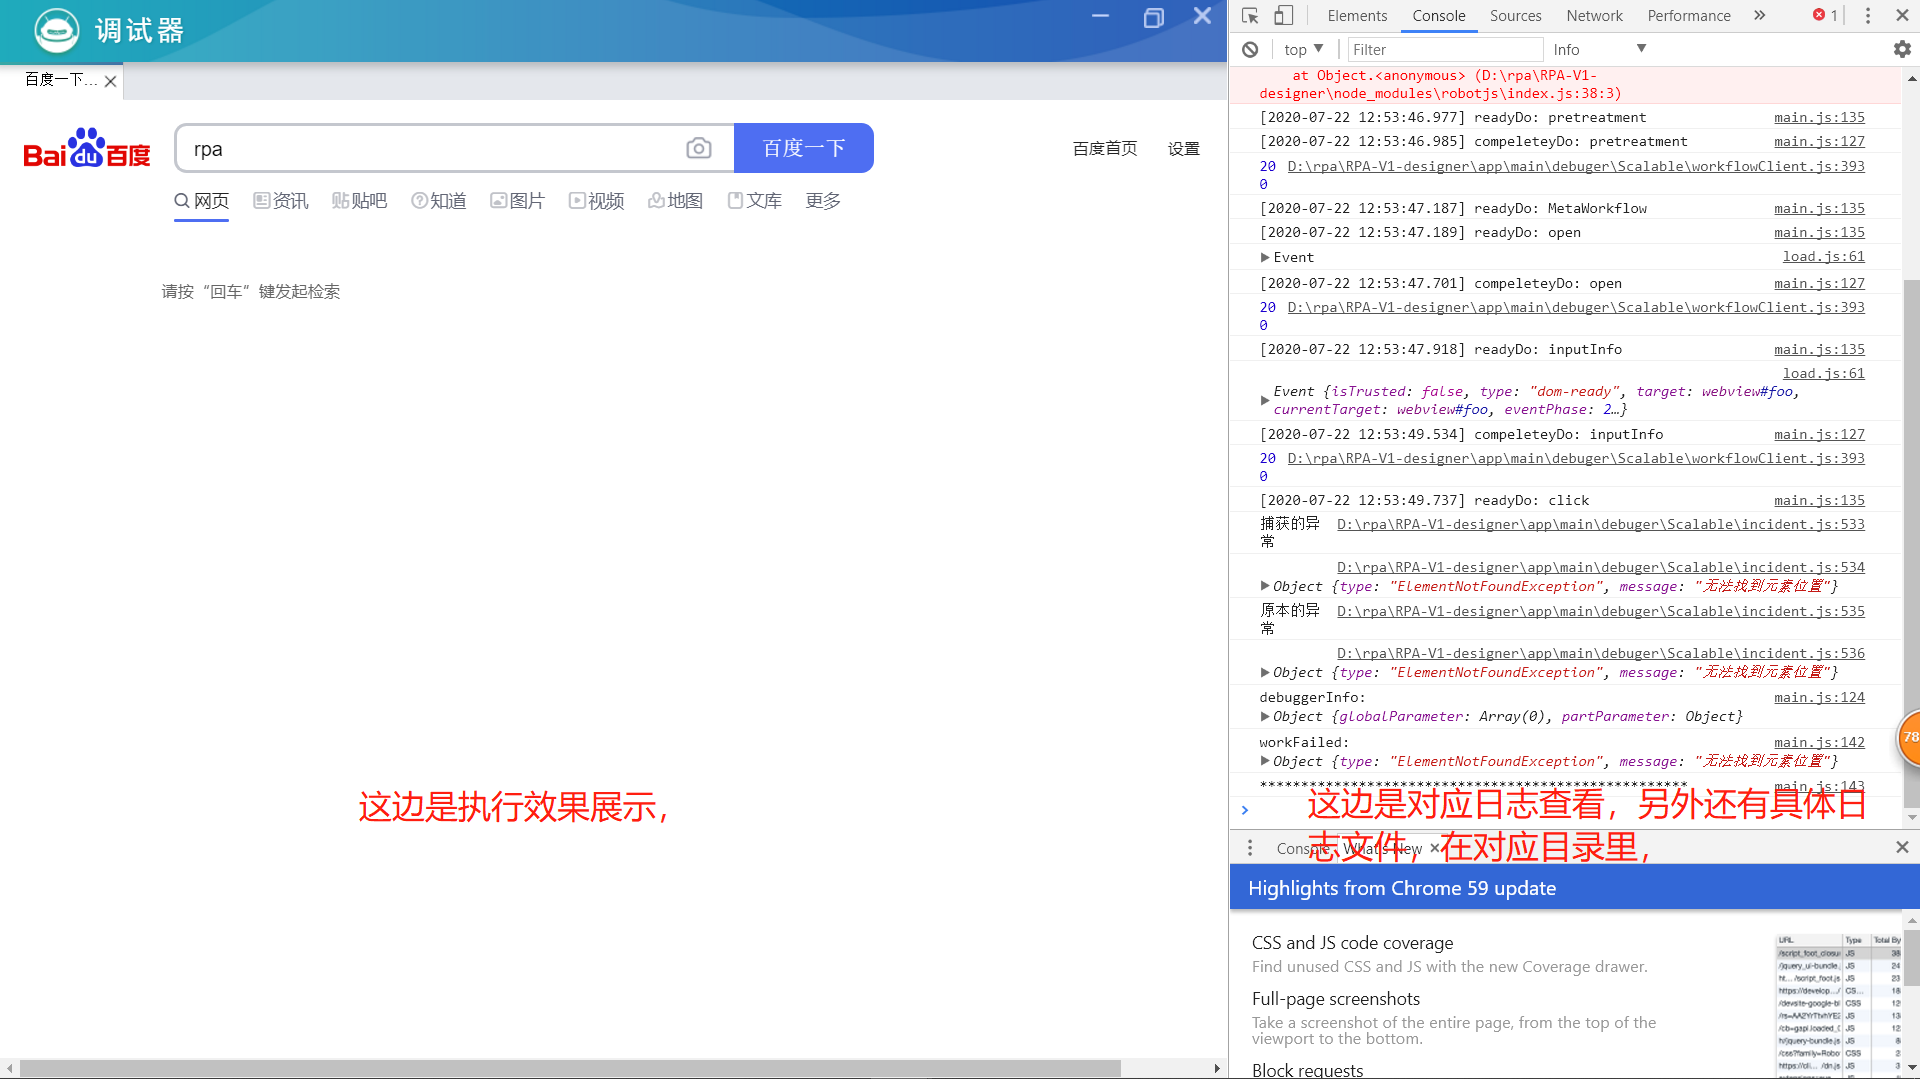 调试器
百度一下...
Bai du 百度
rpa
百度一下
百度首页 设置
网页 资讯 贴吧 知道 图片 视频 地图 文库 更多
请按“回车”键发起检索
这边是执行效果展示，
Elements Console Sources Network Performance 1
top Filter Info
at Object.<anonymous> (D:\rpa\RPA-V1-
designer\node_modules\robotjs\index.js:38:3)
[2020-07-22 12:53:46.977] readyDo: pretreatment main.js:135
[2020-07-22 12:53:46.985] compeleteyDo: pretreatment main.js:127
20 D:\rpa\RPA-V1-designer\app\main\debuger\Scalable\workflowClient.js:393
0
[2020-07-22 12:53:47.187] readyDo: MetaWorkflow main.js:135
[2020-07-22 12:53:47.189] readyDo: open main.js:135
Event load.js:61
[2020-07-22 12:53:47.701] compeleteyDo: open main.js:127
20 D:\rpa\RPA-V1-designer\app\main\debuger\Scalable\workflowClient.js:393
0
[2020-07-22 12:53:47.918] readyDo: inputInfo main.js:135
load.js:61
Event {isTrusted: false, type: "dom-ready", target: webview#foo,
currentTarget: webview#foo, eventPhase: 2…}
[2020-07-22 12:53:49.534] compeleteyDo: inputInfo main.js:127
20 D:\rpa\RPA-V1-designer\app\main\debuger\Scalable\workflowClient.js:393
0
[2020-07-22 12:53:49.737] readyDo: click main.js:135
捕获的异 D:\rpa\RPA-V1-designer\app\main\debuger\Scalable\incident.js:533
常
D:\rpa\RPA-V1-designer\app\main\debuger\Scalable\incident.js:534
Object {type: "ElementNotFoundException", message: "无法找到元素位置"}
原本的异 D:\rpa\RPA-V1-designer\app\main\debuger\Scalable\incident.js:535
常
D:\rpa\RPA-V1-designer\app\main\debuger\Scalable\incident.js:536
Object {type: "ElementNotFoundException", message: "无法找到元素位置"}
debuggerInfo: main.js:124
Object {globalParameter: Array(0), partParameter: Object}
workFailed: main.js:142
Object {type: "ElementNotFoundException", message: "无法找到元素位置"}
**************************************************** main.js:143
78
这边是对应日志查看，另外还有具体日
志文件，在对应目录里，
Console What's New
Highlights from Chrome 59 update
CSS and JS code coverage
Find unused CSS and JS with the new Coverage drawer.
Full-page screenshots
Take a screenshot of the entire page, from the top of the
viewport to the bottom.
Block requests
URL Type Total By